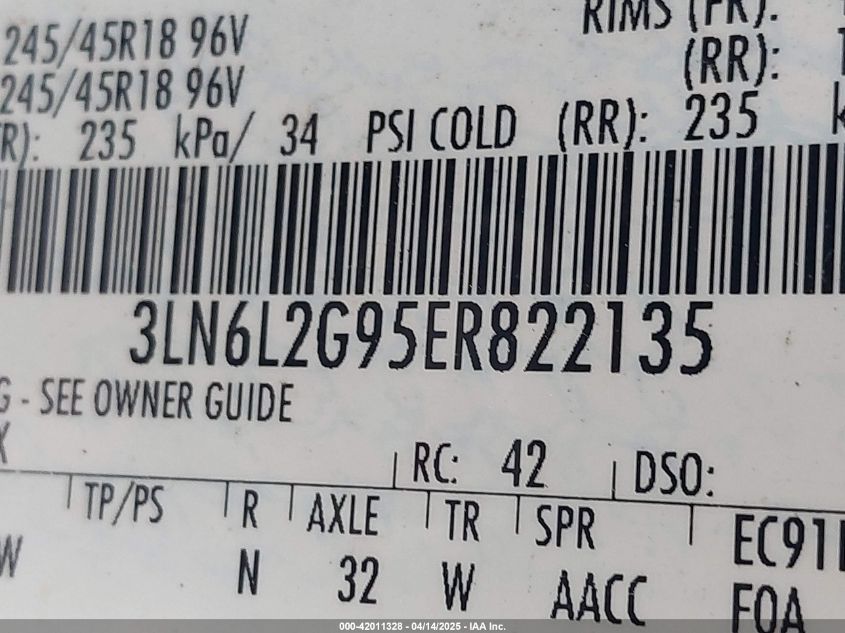 RIMS (FR):
245/45R18 96V
(RR):
245/45R18 96V
235 kPa/ 34 PSI COLD (RR): 235
3LN6L2G95ER822135
- SEE OWNER GUIDE
RC: 42 DSO:
TP/PS R AXLE TR SPR EC91
W N 32 W AACC FOA
000-42011328 - 04/14/2025 - IAA Inc.